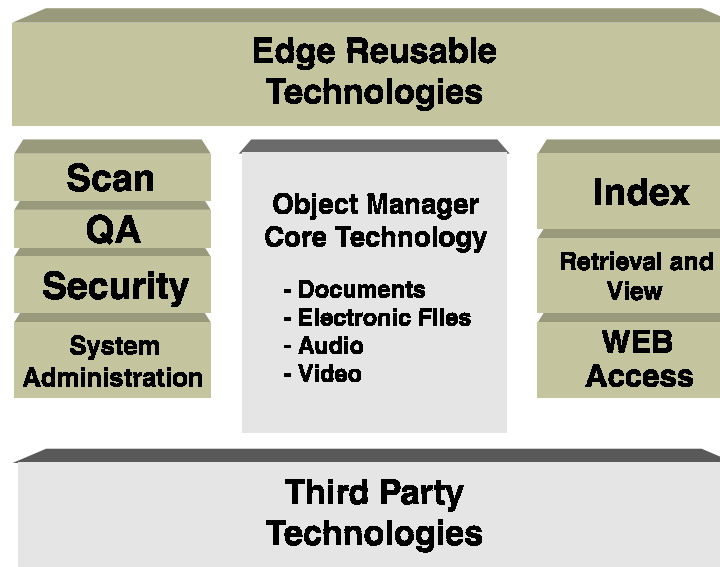 Edge Reusable
Technologies
Scan
QA
Security
System
Administration
Object Manager
Core Technology
- Documents
- Electronic FIles
- Audio
- Video
Index
Retrieval and
View
WEB
Access
Third Party
Technologies